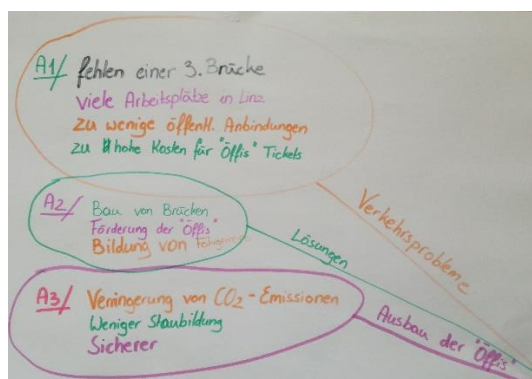 A1/ fehlen einer 3. Brücke
viele Arbeitspläße in Linz
zu wenige öffentl. Anbindungen
zu hohe Kosten für "Öffis" Tickets
A2/ Bau von Brücken
Förderung der "Öffis"
Bildung von
A3/ Verringerung von CO₂-Emissionen
Weniger Staubildung
Sicherer
Verkehrsprobleme
Lösungen
Ausbau der "Öffis"